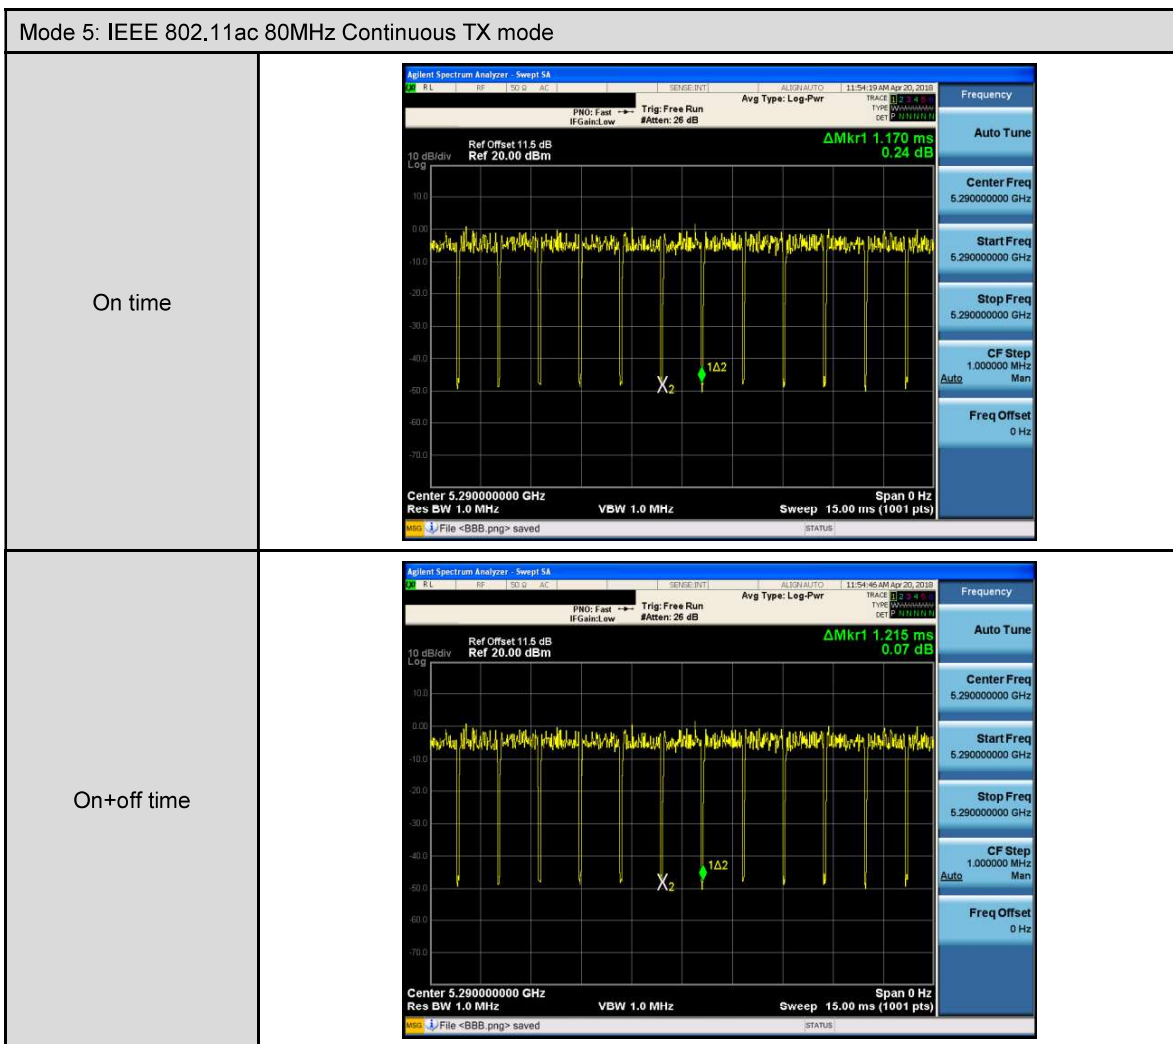 Mode 5: IEEE 802.11ac 80MHz Continuous TX mode
On time
Agilent Spectrum Analyzer - Swept SA
RL RF 50 Ω AC SENSE:INT ALIGNAUTO 11:54:19 AM Apr 20, 2018
PNO: Fast Trig: Free Run Avg Type: Log-Pwr TRACE 1 2 3 4 5 6
IFGain:Low #Atten: 26 dB TYPE
DET P N N N N N
Frequency
Auto Tune
ΔMkr1 1.170 ms
0.24 dB
Ref Offset 11.5 dB
10 dB/div Ref 20.00 dBm
Log
10.0
0.00
-10.0
-20.0
-30.0
-40.0
-50.0
-60.0
-70.0
1Δ2
X2
Center Freq
5.290000000 GHz
Start Freq
5.290000000 GHz
Stop Freq
5.290000000 GHz
CF Step
1.000000 MHz
Auto Man
Freq Offset
0 Hz
Center 5.290000000 GHz Span 0 Hz
Res BW 1.0 MHz VBW 1.0 MHz Sweep 15.00 ms (1001 pts)
MSG File <BBB.png> saved STATUS
On+off time
Agilent Spectrum Analyzer - Swept SA
RL RF 50 Ω AC SENSE:INT ALIGNAUTO 11:54:46 AM Apr 20, 2018
PNO: Fast Trig: Free Run Avg Type: Log-Pwr TRACE 1 2 3 4 5 6
IFGain:Low #Atten: 26 dB TYPE
DET P N N N N N
Frequency
Auto Tune
ΔMkr1 1.215 ms
0.07 dB
Ref Offset 11.5 dB
10 dB/div Ref 20.00 dBm
Log
10.0
0.00
-10.0
-20.0
-30.0
-40.0
-50.0
-60.0
-70.0
1Δ2
X2
Center Freq
5.290000000 GHz
Start Freq
5.290000000 GHz
Stop Freq
5.290000000 GHz
CF Step
1.000000 MHz
Auto Man
Freq Offset
0 Hz
Center 5.290000000 GHz Span 0 Hz
Res BW 1.0 MHz VBW 1.0 MHz Sweep 15.00 ms (1001 pts)
MSG File <BBB.png> saved STATUS